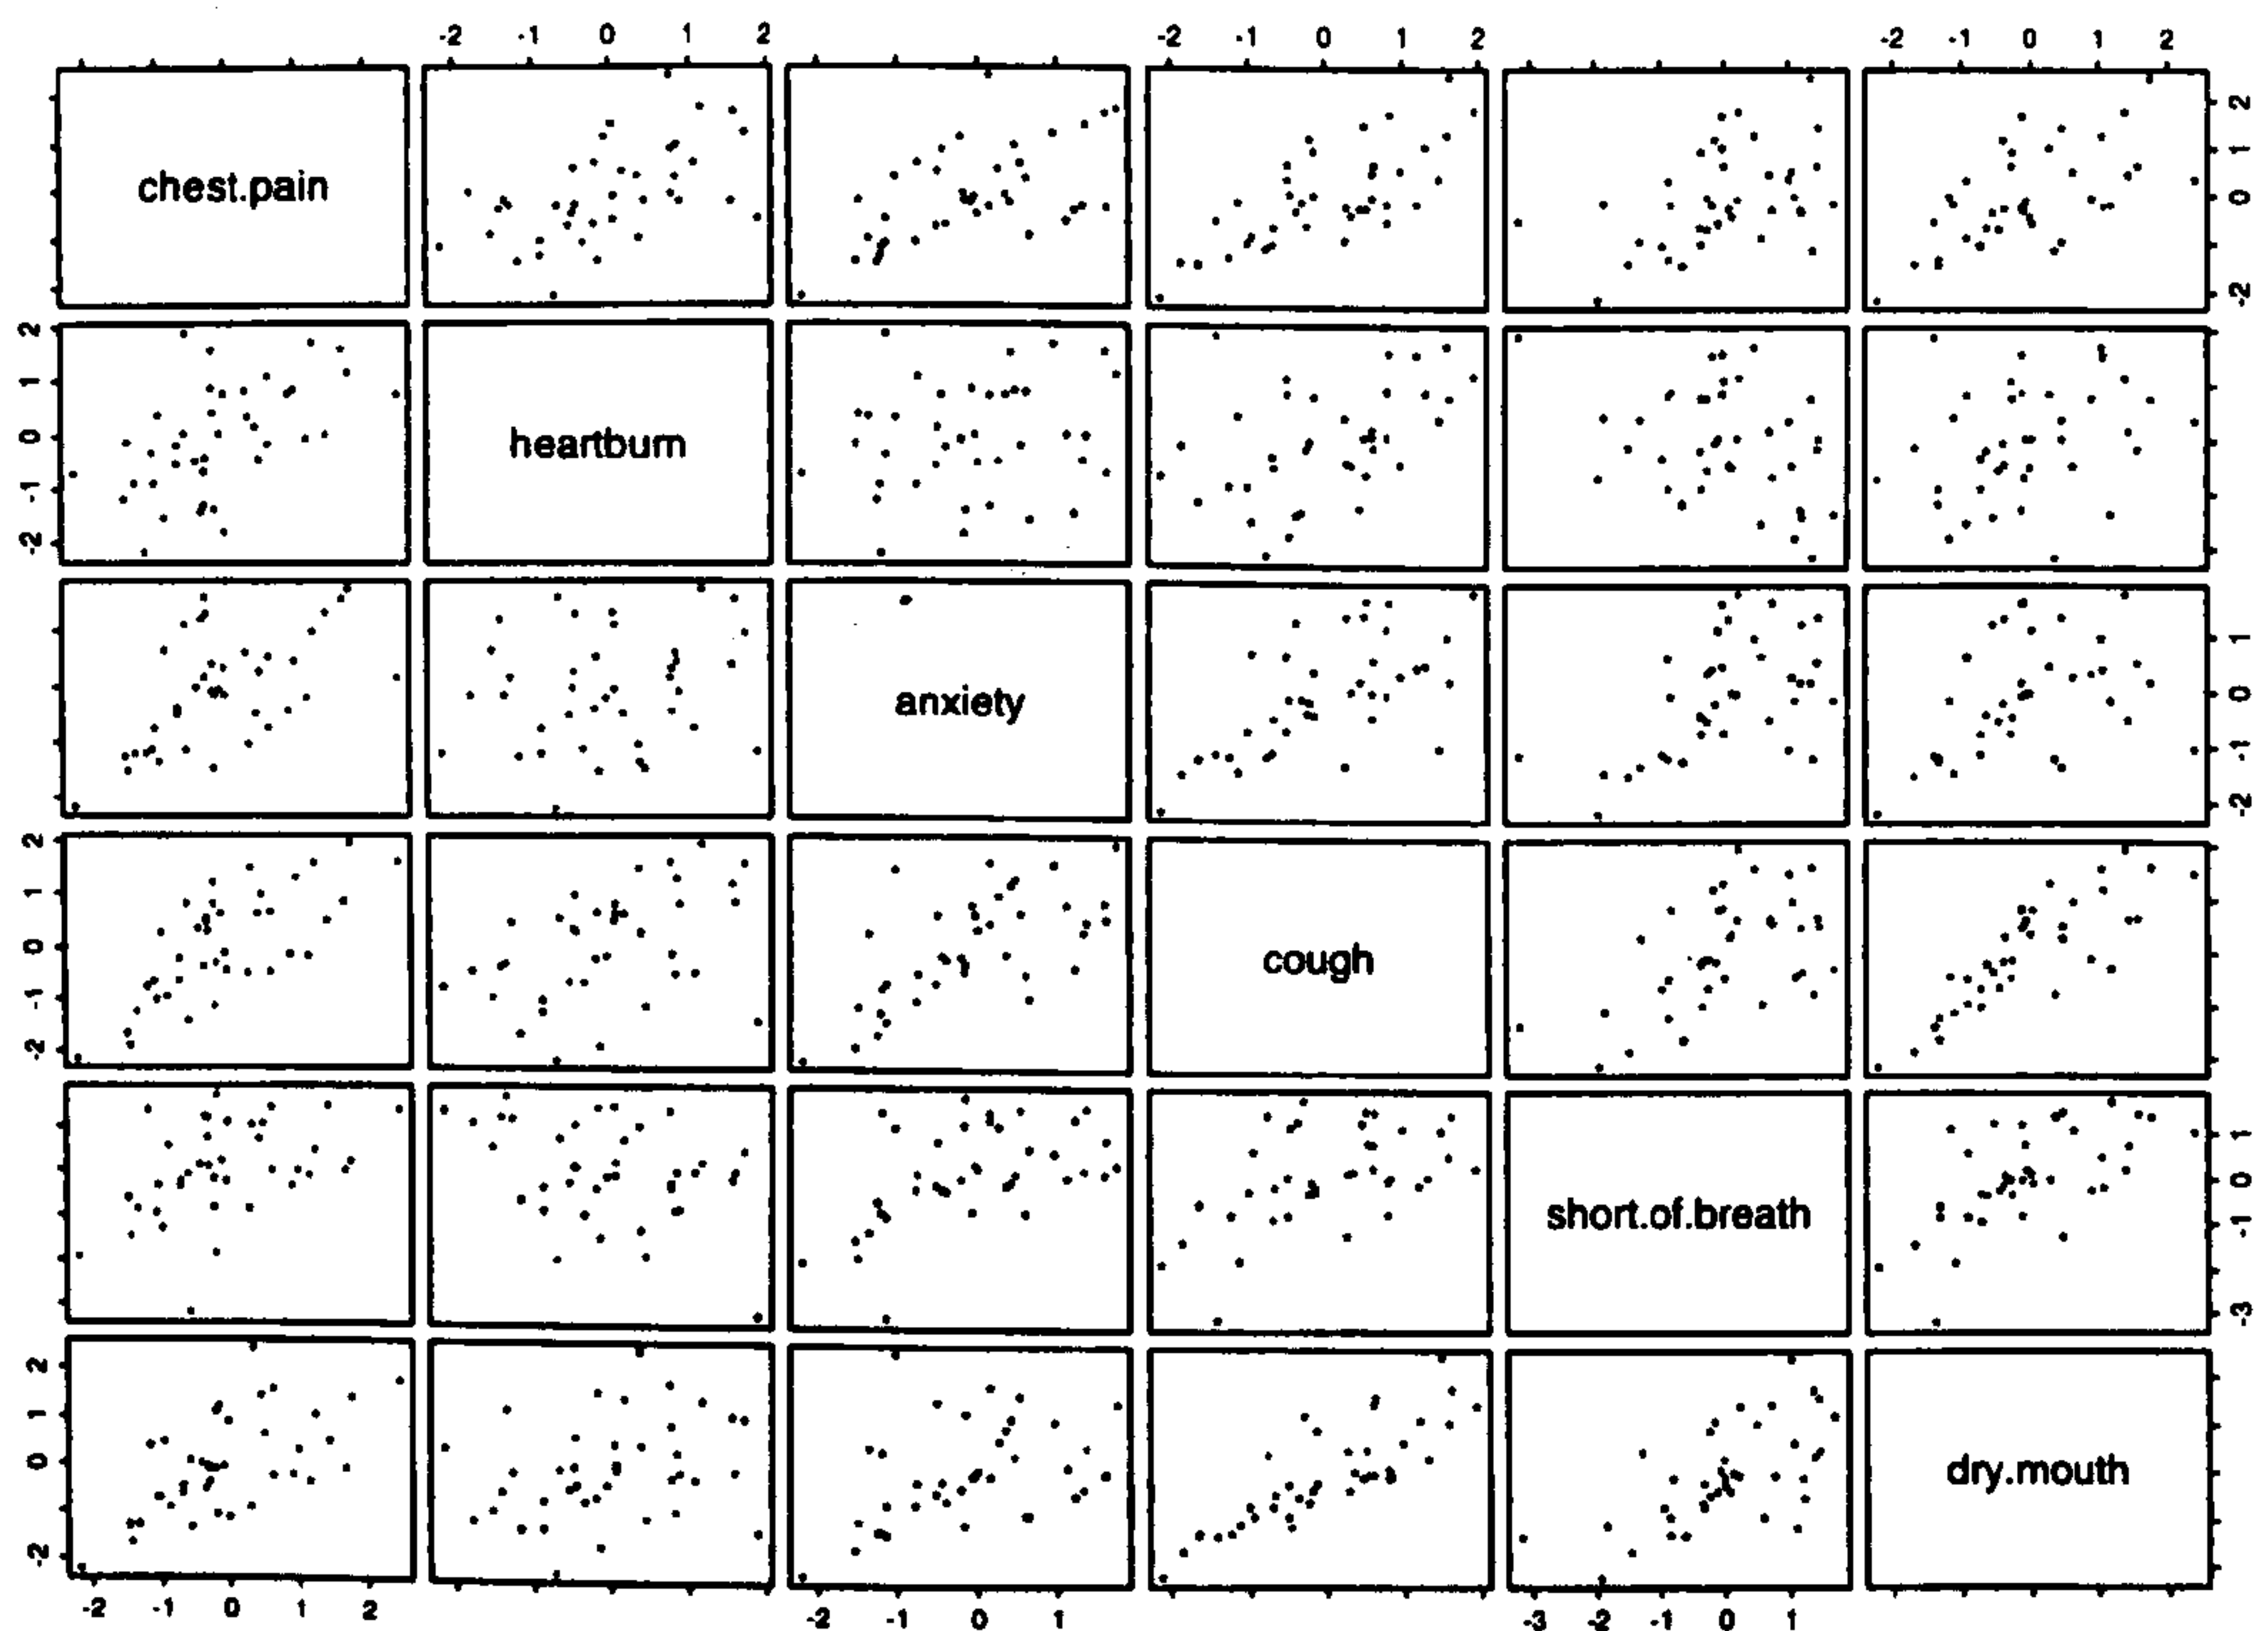 -2 -1 0 1 2 -2 -1 0 1 2 -2 -1 0 1 2
chest.pain
2 1 0 -2
2 1 0 -1 -2
heartburn
anxiety
1 0 -1 -2
2 1 0 -1 -2
cough
short.of.breath
1 0 -1 -3
2 1 0 -2
dry.mouth
-2 -1 0 1 2 -2 -1 0 1 -3 -2 -1 0 1